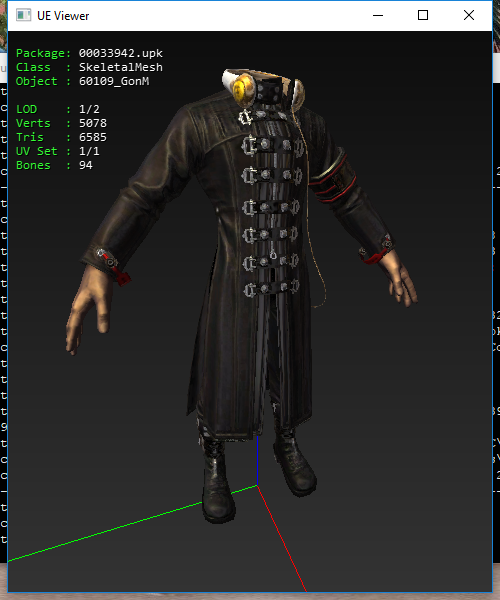 UE Viewer
Package: 00033942.upk
Class : SkeletalMesh
Object : 60109_GonM
LOD : 1/2
Verts : 5078
Tris : 6585
UV Set : 1/1
Bones : 94